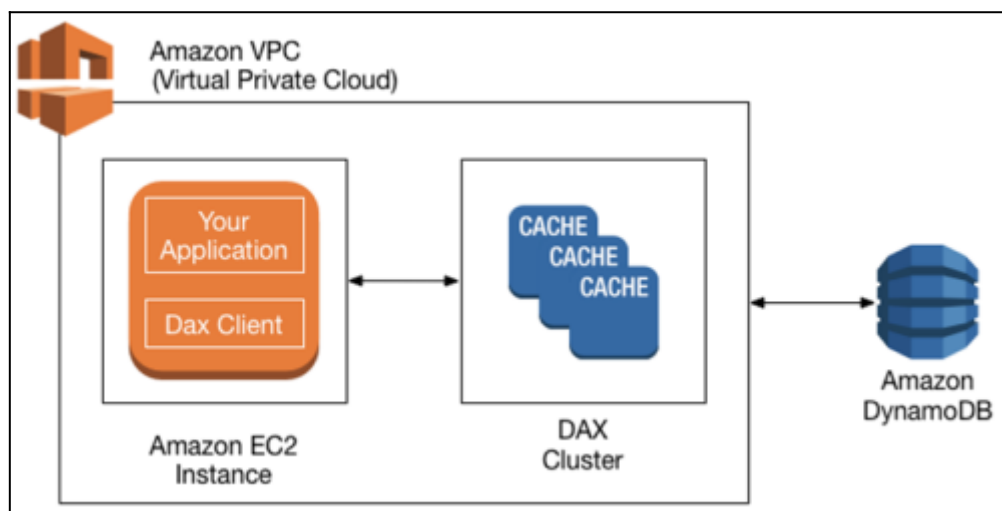 Amazon VPC
(Virtual Private Cloud)
Your
Application
Dax Client
CACHE
CACHE
CACHE
Amazon EC2
Instance
DAX
Cluster
Amazon
DynamoDB